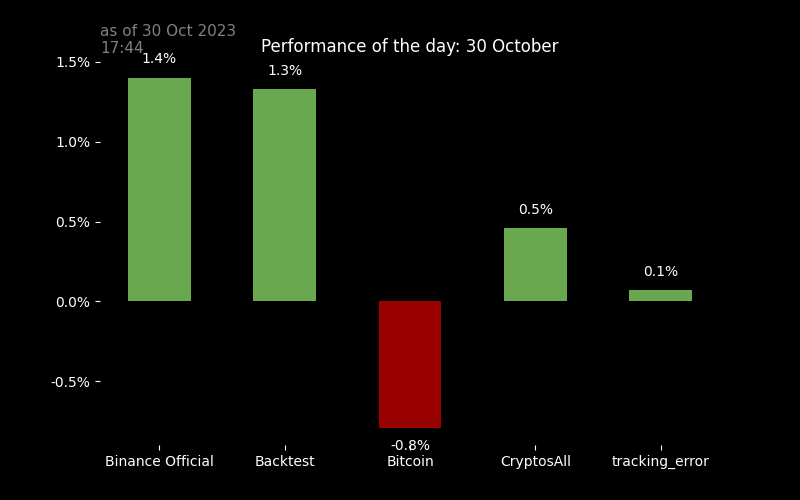 as of 30 Oct 2023
17:44
Performance of the day: 30 October
1.5%
1.0%
0.5%
0.0%
-0.5%
1.4%
1.3%
-0.8%
0.5%
0.1%
Binance Official
Backtest
Bitcoin
CryptosAll
tracking_error